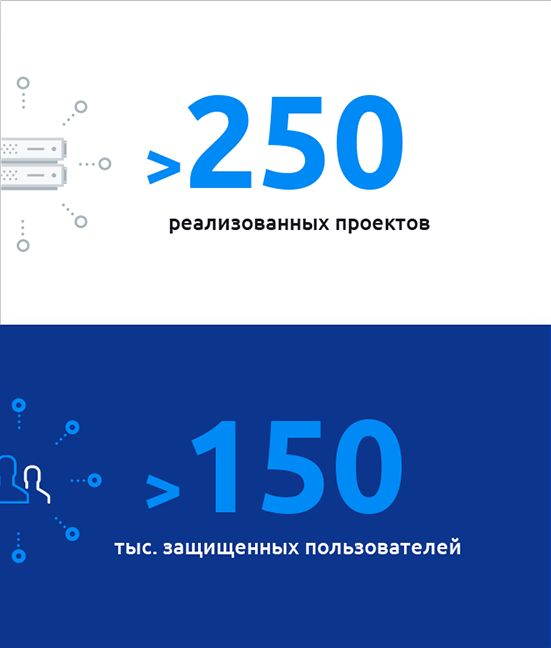 >250
реализованных проектов
>150
тыс. защищенных пользователей